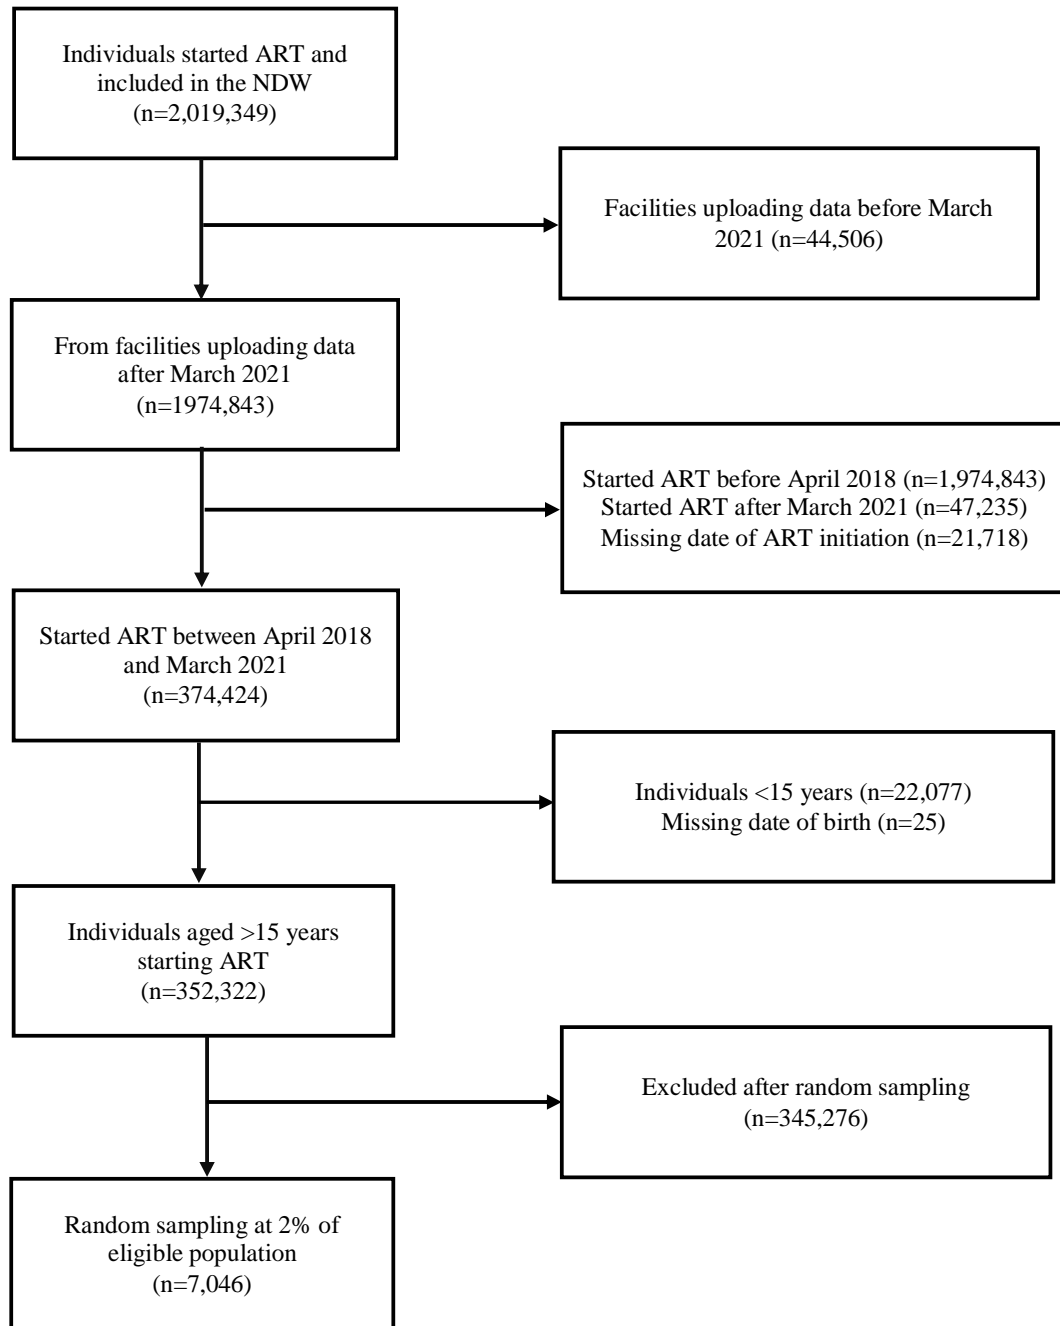 Individuals started ART and
included in the NDW
(n=2,019,349)
Facilities uploading data before March
2021 (n=44,506)
From facilities uploading data
after March 2021
(n=1974,843)
Started ART before April 2018 (n=1,974,843)
Started ART after March 2021 (n=47,235)
Missing date of ART initiation (n=21,718)
Started ART between April 2018
and March 2021
(n=374,424)
Individuals <15 years (n=22,077)
Missing date of birth (n=25)
Individuals aged >15 years
starting ART
(n=352,322)
Excluded after random sampling
(n=345,276)
Random sampling at 2% of
eligible population
(n=7,046)